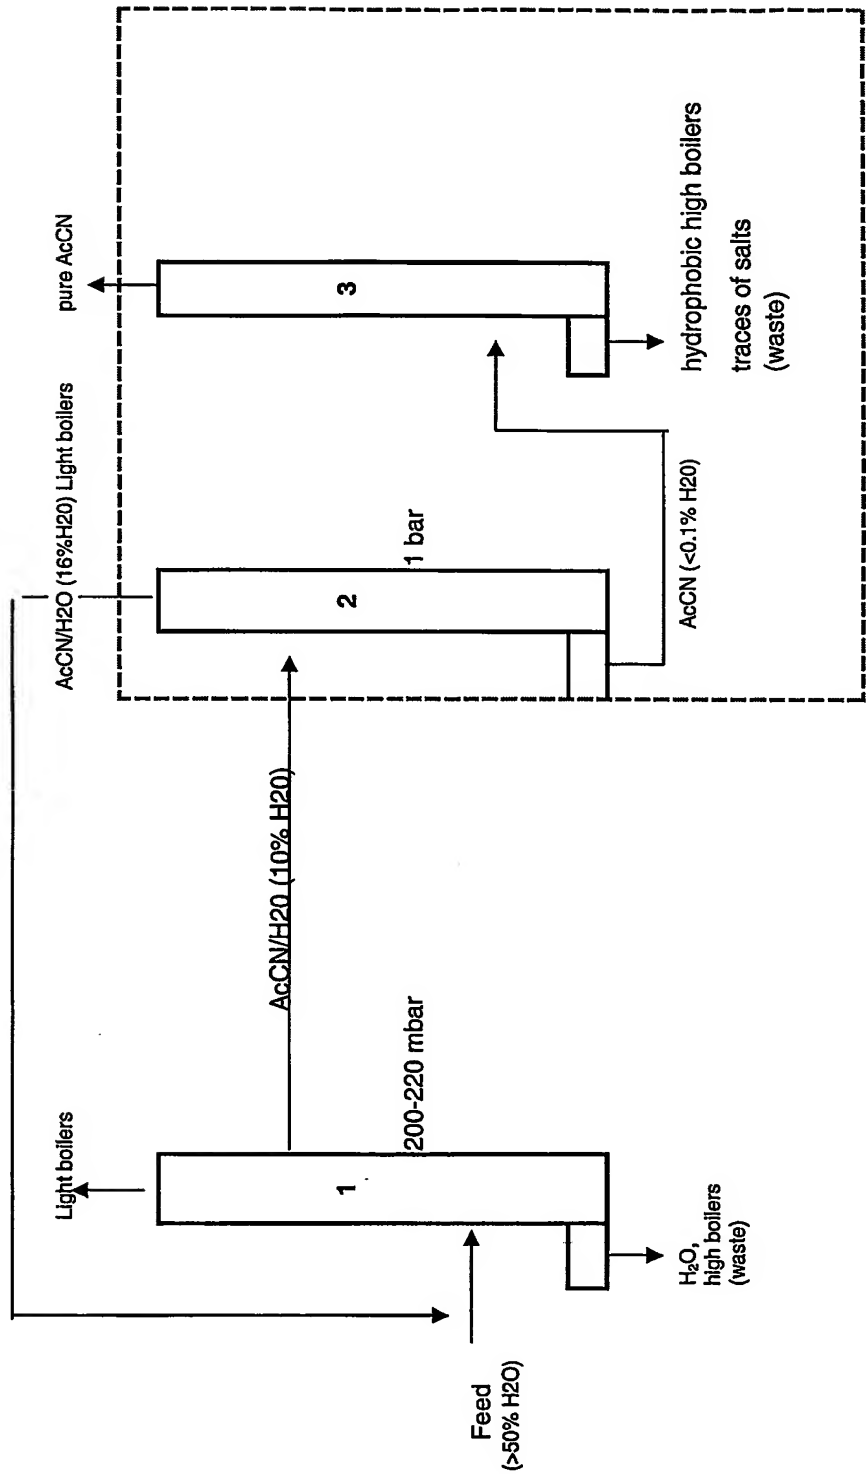 AcCN/H2O (16%H20) Light boilers
pure AcCN
Light boilers
AcCN/H20 (10% H20)
1
2
3
200-220 mbar
1 bar
Feed
(>50% H2O)
H₂O,
high boilers
(waste)
AcCN (<0.1% H20)
hydrophobic high boilers
traces of salts
(waste)